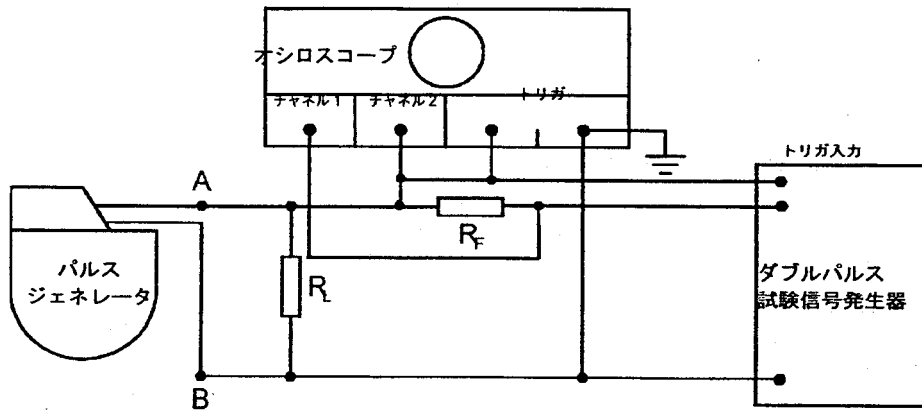 オシロスコープ
チャネル1
チャネル2
トリガ
トリガ入力
A
R_F
パルス
ジェネレータ
R_L
ダブルパルス
試験信号発生器
B